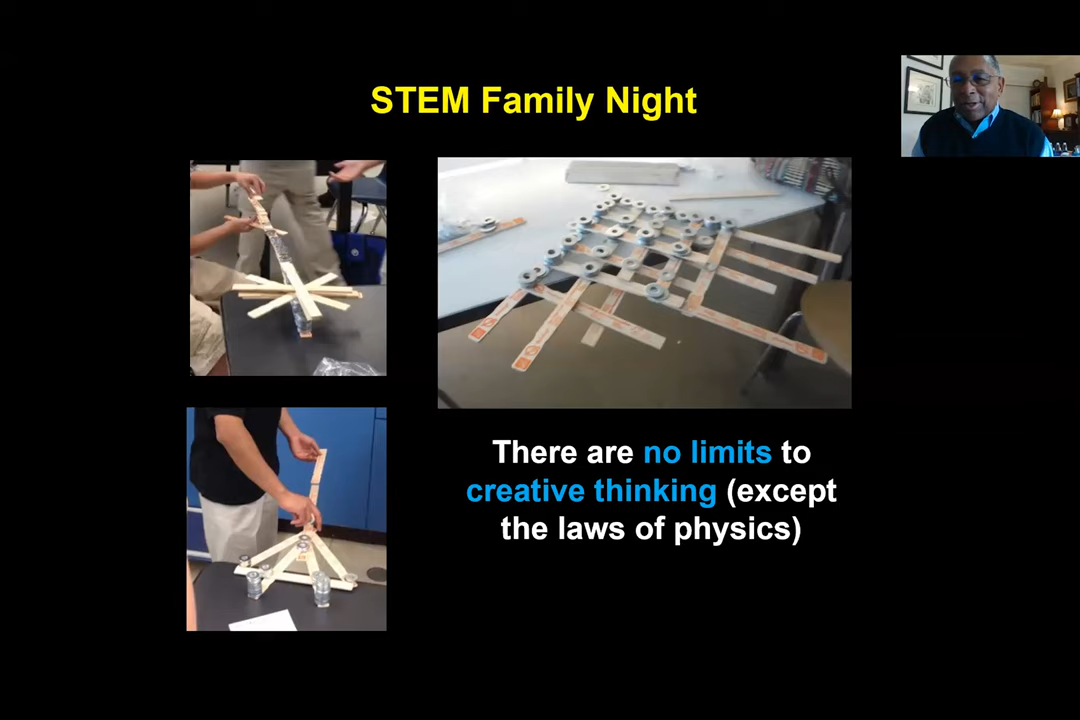 STEM Family Night
There are no limits to
creative thinking (except
the laws of physics)